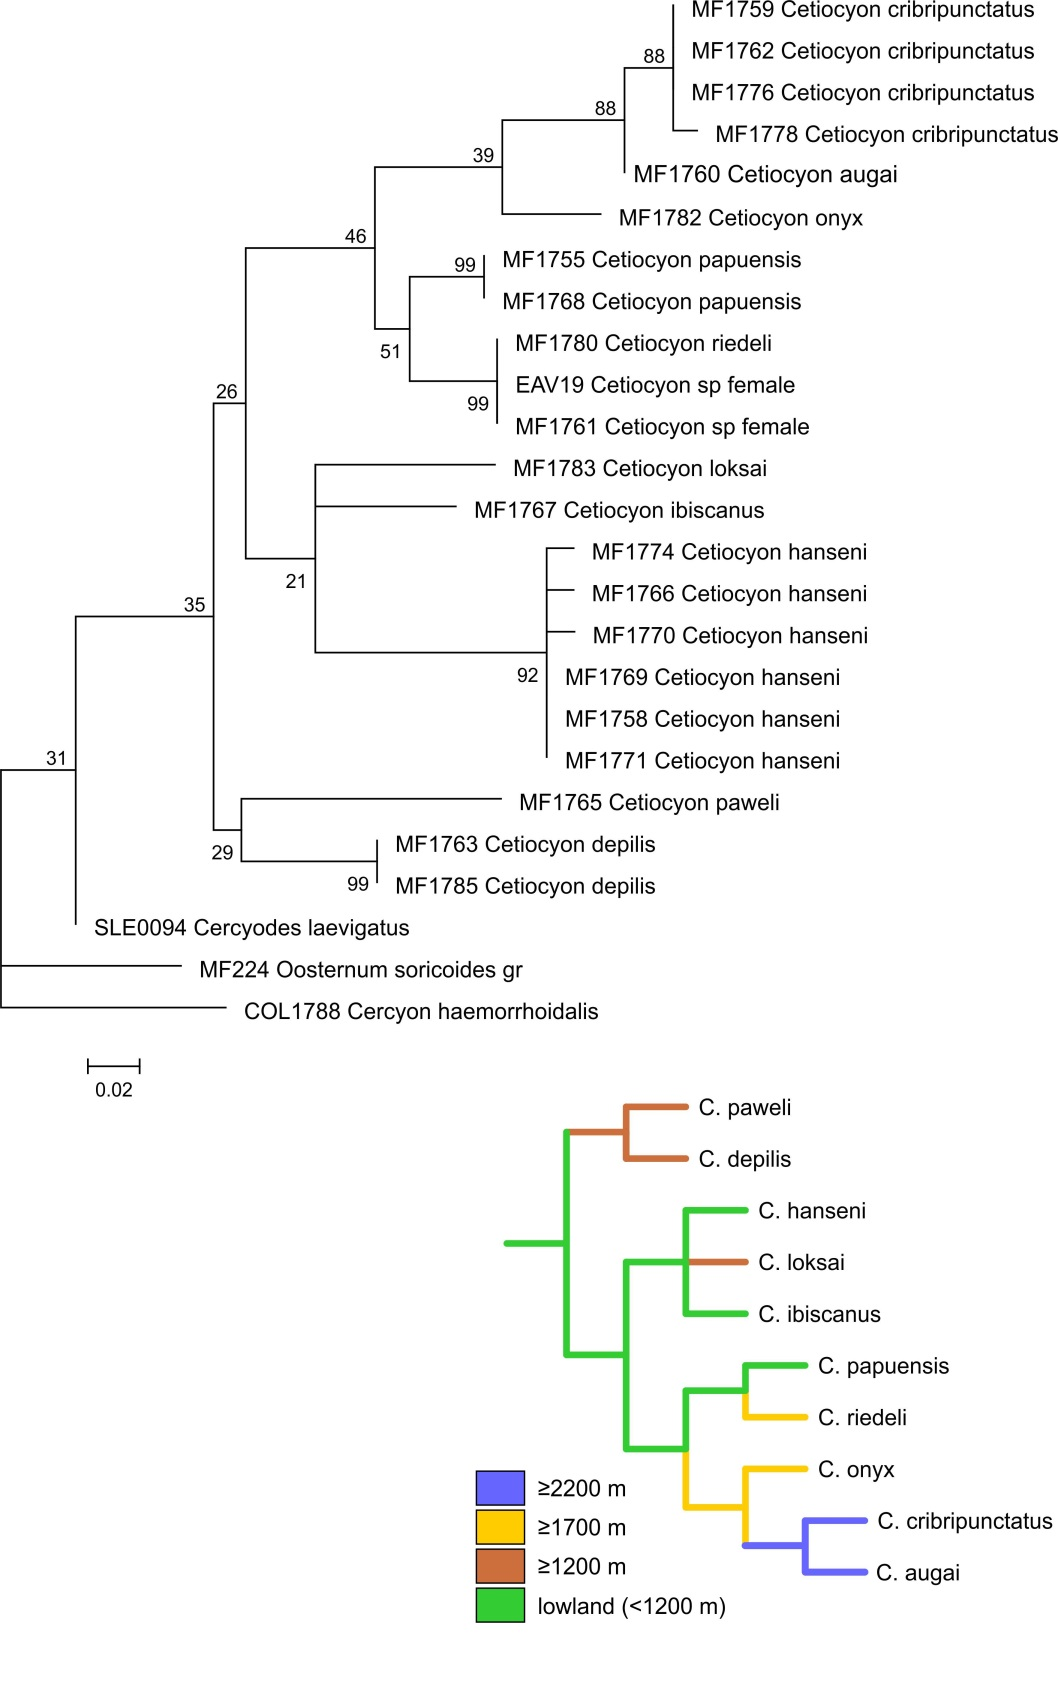 MF1759 Cetiocyon cribripunctatus
88
MF1762 Cetiocyon cribripunctatus
MF1776 Cetiocyon cribripunctatus
88
MF1778 Cetiocyon cribripunctatus
39
MF1760 Cetiocyon augai
MF1782 Cetiocyon onyx
46
99
MF1755 Cetiocyon papuensis
MF1768 Cetiocyon papuensis
51
MF1780 Cetiocyon riedeli
26
EAV19 Cetiocyon sp female
99
MF1761 Cetiocyon sp female
MF1783 Cetiocyon loksai
MF1767 Cetiocyon ibiscanus
MF1774 Cetiocyon hanseni
21
MF1766 Cetiocyon hanseni
35
MF1770 Cetiocyon hanseni
92
MF1769 Cetiocyon hanseni
MF1758 Cetiocyon hanseni
31
MF1771 Cetiocyon hanseni
MF1765 Cetiocyon paweli
29
MF1763 Cetiocyon depilis
99
MF1785 Cetiocyon depilis
SLE0094 Cercyodes laevigatus
MF224 Oosternum soricoides gr
COL1788 Cercyon haemorrhoidalis
0.02
C. paweli
C. depilis
C. hanseni
C. loksai
C. ibiscanus
C. papuensis
C. riedeli
C. onyx
C. cribripunctatus
C. augai
≥2200 m
≥1700 m
≥1200 m
lowland (<1200 m)